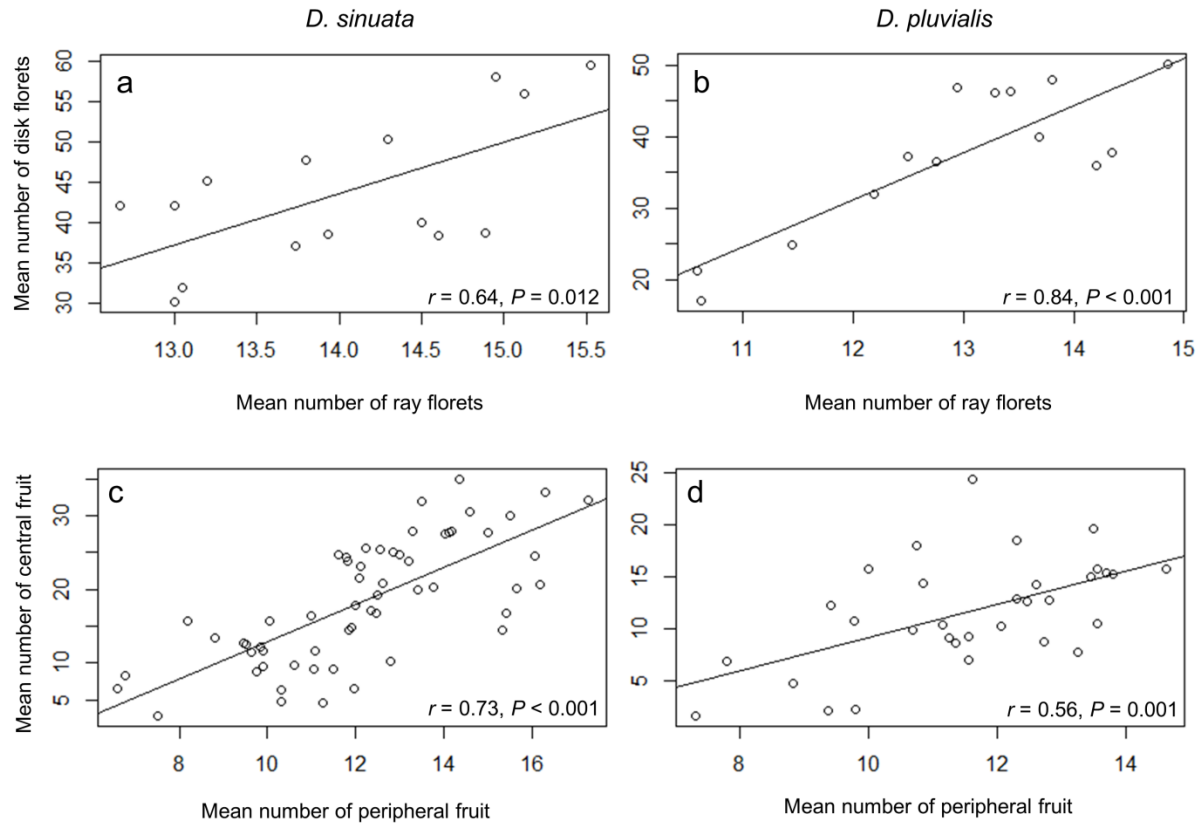 D. sinuata
D. pluvialis
a
Mean number of disk florets
60
55
50
45
40
35
30
r = 0.64, P = 0.012
13.0 13.5 14.0 14.5 15.0 15.5
Mean number of ray florets
b
50
40
30
20
r = 0.84, P < 0.001
11 12 13 14 15
Mean number of ray florets
c
Mean number of central fruit
30
20
10
5
r = 0.73, P < 0.001
8 10 12 14 16
Mean number of peripheral fruit
d
25
20
15
10
5
r = 0.56, P = 0.001
8 10 12 14
Mean number of peripheral fruit